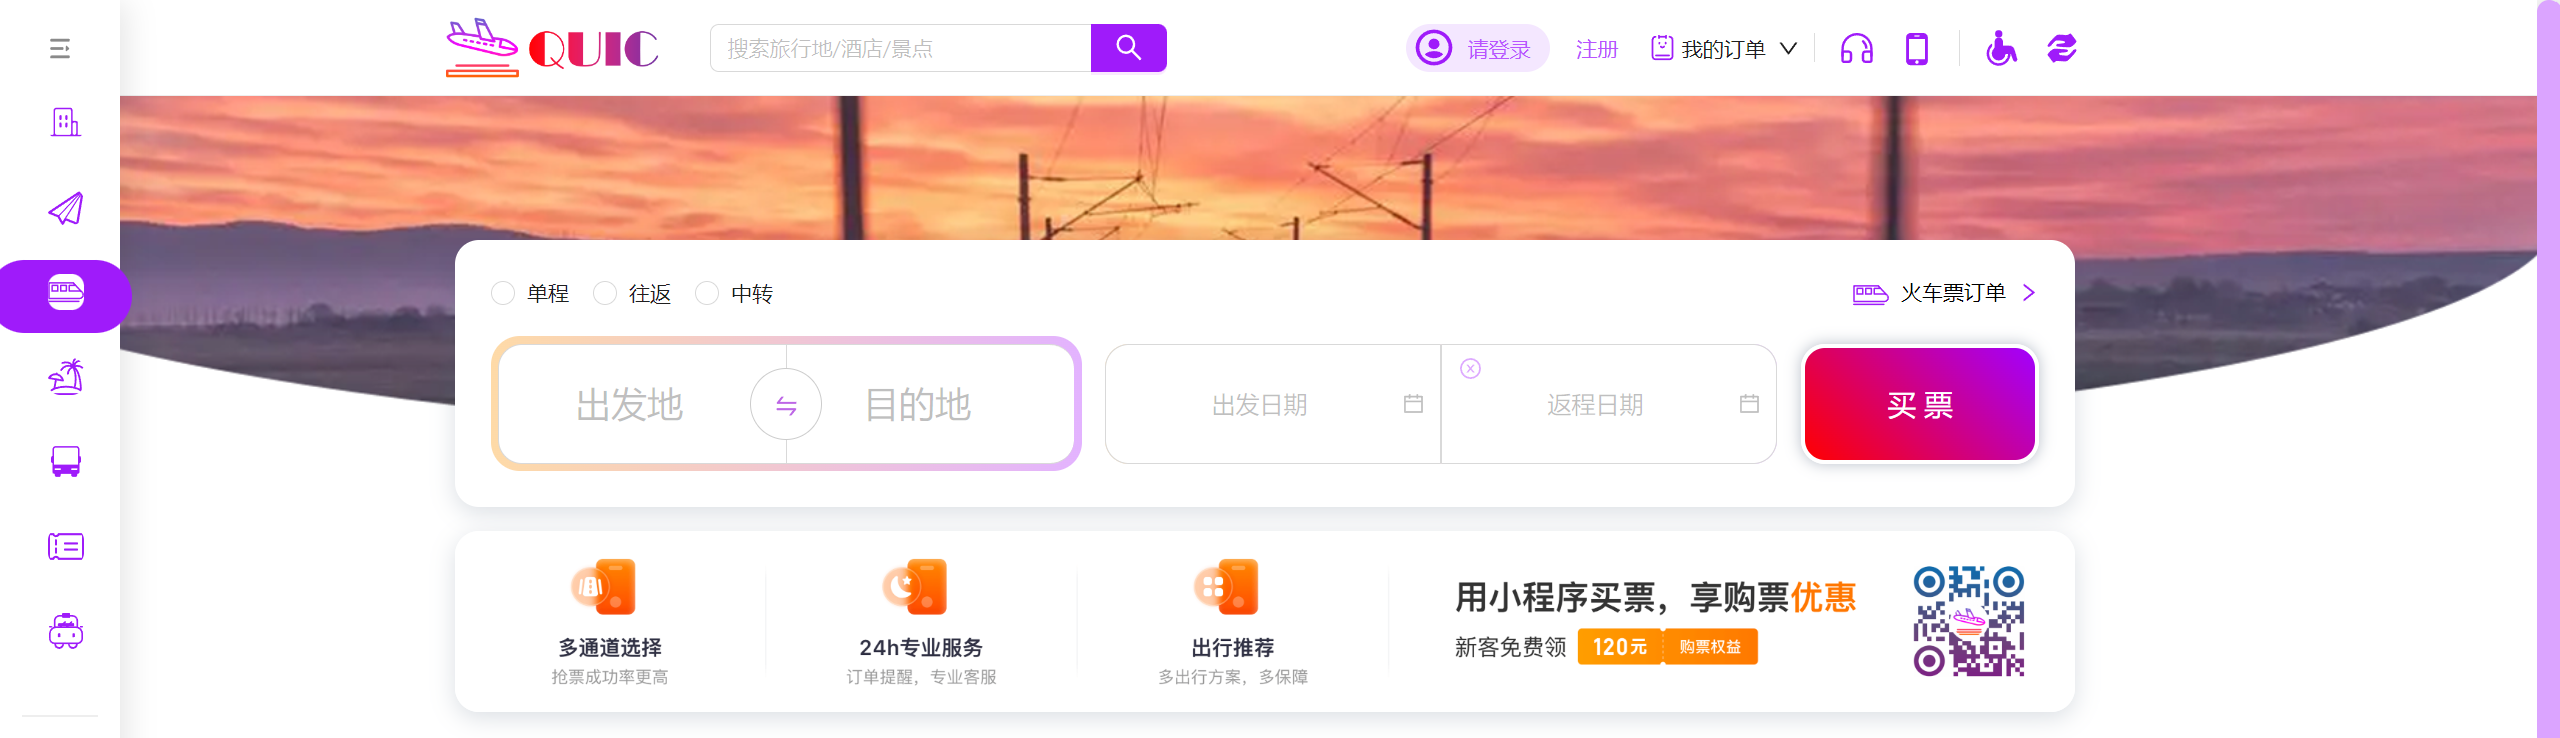 QUIC
搜索旅行地/酒店/景点
请登录
注册
我的订单
单程
往返
中转
火车票订单
出发地
目的地
出发日期
返程日期
买票
多通道选择
抢票成功率更高
24h专业服务
订单提醒，专业客服
出行推荐
多出行方案，多保障
用小程序买票，享购票优惠
新客免费领 120元 购票权益